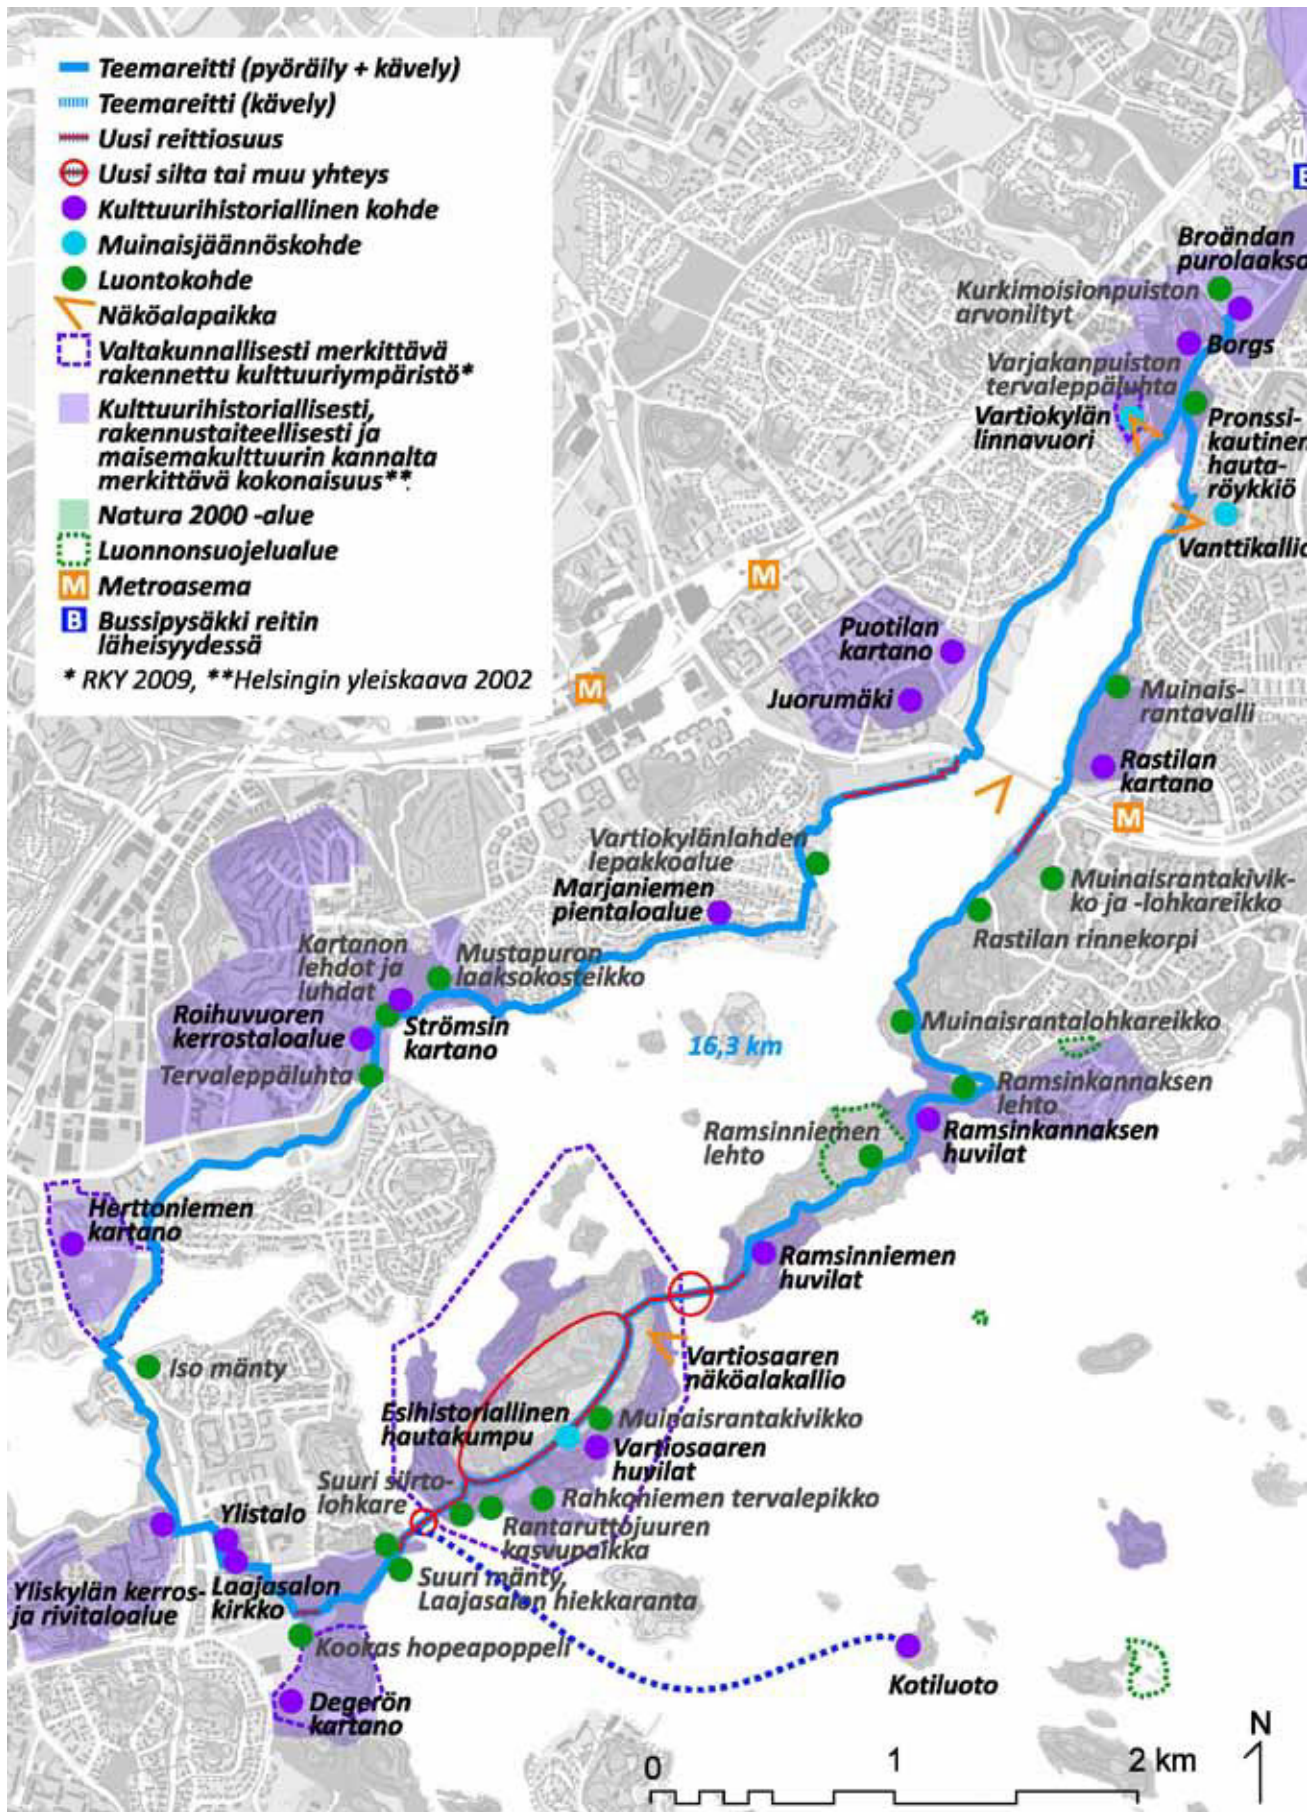 Teemareitti (pyöräily + kävely)
Teemareitti (kävely)
Uusi reittiosuus
Uusi silta tai muu yhteys
Kulttuurihistoriallinen kohde
Muinaisjäännöskohde
Luontokohde
Näköalapaikka
Valtakunnallisesti merkittävä
rakennettu kulttuuriympäristö*
Kulttuurihistoriallisesti,
rakennustaiteellisesti ja
maisemakulttuurin kannalta
merkittävä kokonaisuus**
Natura 2000 -alue
Luonnonsuojelualue
M Metroasema
B Bussipysäkki reitin
läheisyydessä
* RKY 2009, **Helsingin yleiskaava 2002
B
Broändan
purolaakso
Kurkimoisionpuiston
arvoniityt
Borgs
Varjakanpuiston
tervaleppäluhta
Vartiokylän
linnavuori
Pronssi-
kautinen
hauta-
röykkiö
Vanttikallio
M
M
Puotilan
kartano
Juorumäki
Muinais-
rantavalli
Rastilan
kartano
M
Vartiokylänlahden
lepakkoalue
Marjaniemen
pientaloalue
Muinaisrantakivik-
ko ja -lohkareikko
Rastilan rinnekorpi
Kartanon
lehdot ja
luhdat
Mustapuron
laaksokosteikko
Roihuvuoren
kerrostaloalue
Strömsin
kartano
Tervaleppäluhta
16,3 km
Muinaisrantalohkareikko
Ramsinkannaksen
lehto
Ramsinniemen
lehto
Ramsinkannaksen
huvilat
Herttoniemen
kartano
Ramsinniemen
huvilat
Iso mänty
Vartiosaaren
näköalakallio
Esihistoriallinen
hautakumpu
Muinaisrantakivikko
Vartiosaaren
huvilat
Suuri siirto-
lohkare
Rahkoniemen tervalepikko
Rantaruttojuuren
kasvupaikka
Ylistalo
Yliskylän kerros-
ja rivitaloalue
Laajasalon
kirkko
Suuri mänty,
Laajasalon hiekkaranta
Kookas hopeapoppeli
Degerön
kartano
Kotiluoto
N
0 1 2 km